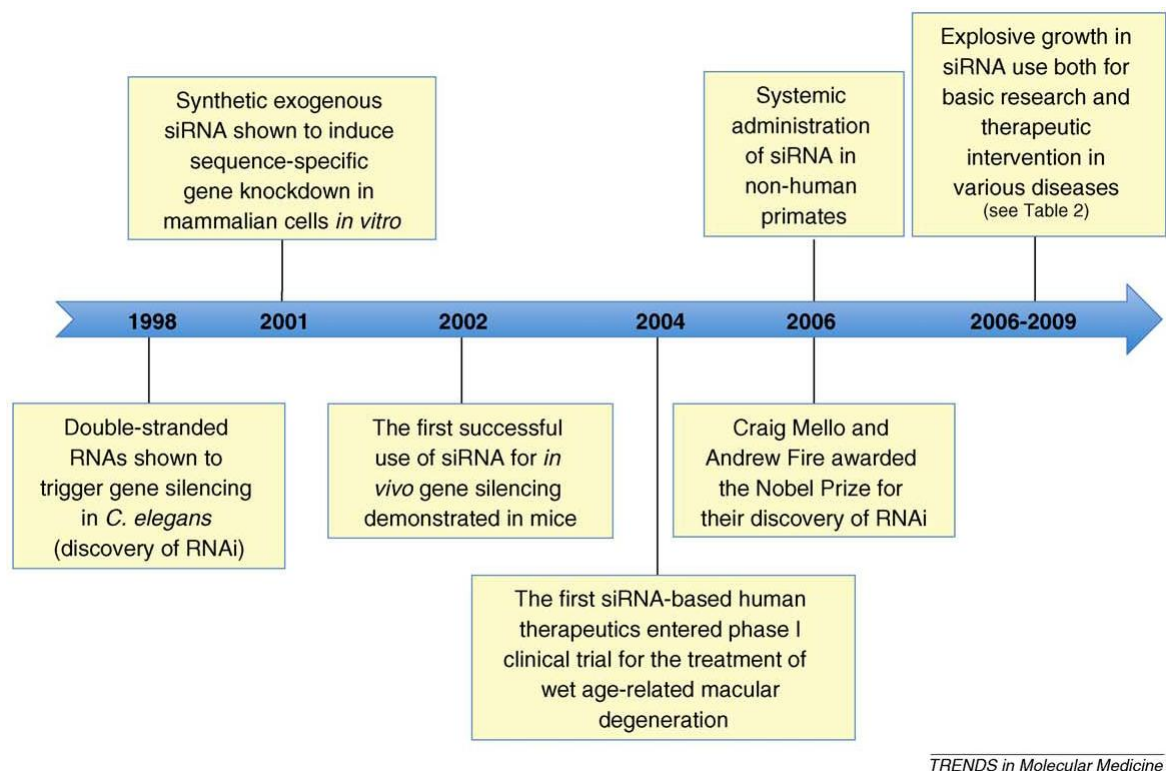 Synthetic exogenous
siRNA shown to induce
sequence-specific
gene knockdown in
mammalian cells in vitro
Systemic
administration
of siRNA in
non-human
primates
Explosive growth in
siRNA use both for
basic research and
therapeutic
intervention in
various diseases
(see Table 2)
1998 2001 2002 2004 2006 2006-2009
Double-stranded
RNAs shown to
trigger gene silencing
in C. elegans
(discovery of RNAi)
The first successful
use of siRNA for in
vivo gene silencing
demonstrated in mice
Craig Mello and
Andrew Fire awarded
the Nobel Prize for
their discovery of RNAi
The first siRNA-based human
therapeutics entered phase I
clinical trial for the treatment of
wet age-related macular
degeneration
TRENDS in Molecular Medicine